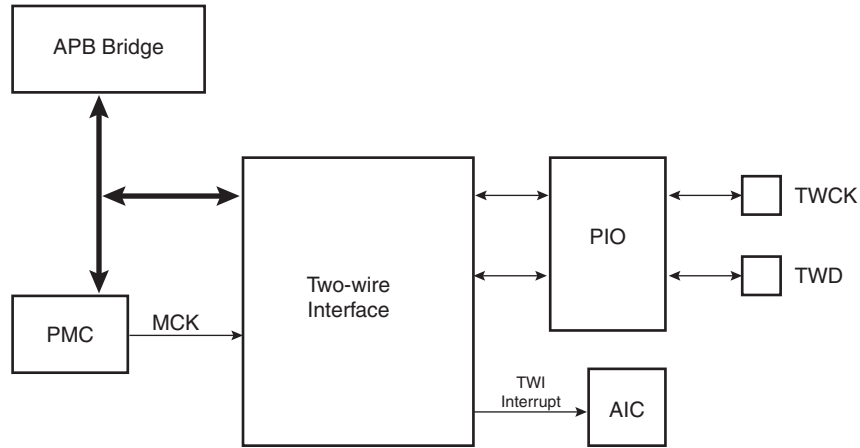 APB Bridge
PMC
MCK
Two-wire
Interface
PIO
TWCK
TWD
TWI
Interrupt
AIC